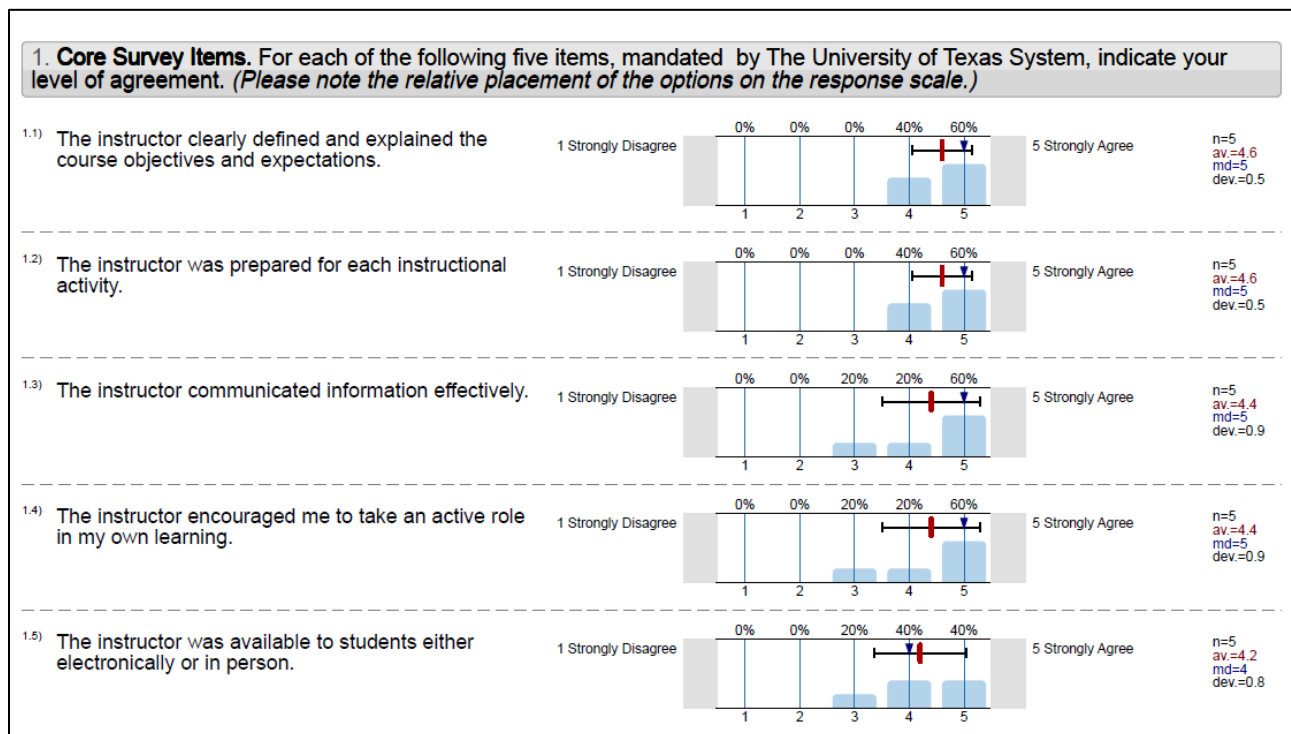 1. Core Survey Items. For each of the following five items, mandated by The University of Texas System, indicate your
level of agreement. (Please note the relative placement of the options on the response scale.)
1.1) The instructor clearly defined and explained the
course objectives and expectations.
1 Strongly Disagree
0% 0% 0% 40% 60%
1 2 3 4 5
5 Strongly Agree
n=5
av.=4.6
md=5
dev.=0.5
1.2) The instructor was prepared for each instructional
activity.
1 Strongly Disagree
0% 0% 0% 40% 60%
1 2 3 4 5
5 Strongly Agree
n=5
av.=4.6
md=5
dev.=0.5
1.3) The instructor communicated information effectively.
1 Strongly Disagree
0% 0% 20% 20% 60%
1 2 3 4 5
5 Strongly Agree
n=5
av.=4.4
md=5
dev.=0.9
1.4) The instructor encouraged me to take an active role
in my own learning.
1 Strongly Disagree
0% 0% 20% 20% 60%
1 2 3 4 5
5 Strongly Agree
n=5
av.=4.4
md=5
dev.=0.9
1.5) The instructor was available to students either
electronically or in person.
1 Strongly Disagree
0% 0% 20% 40% 40%
1 2 3 4 5
5 Strongly Agree
n=5
av.=4.2
md=4
dev.=0.8